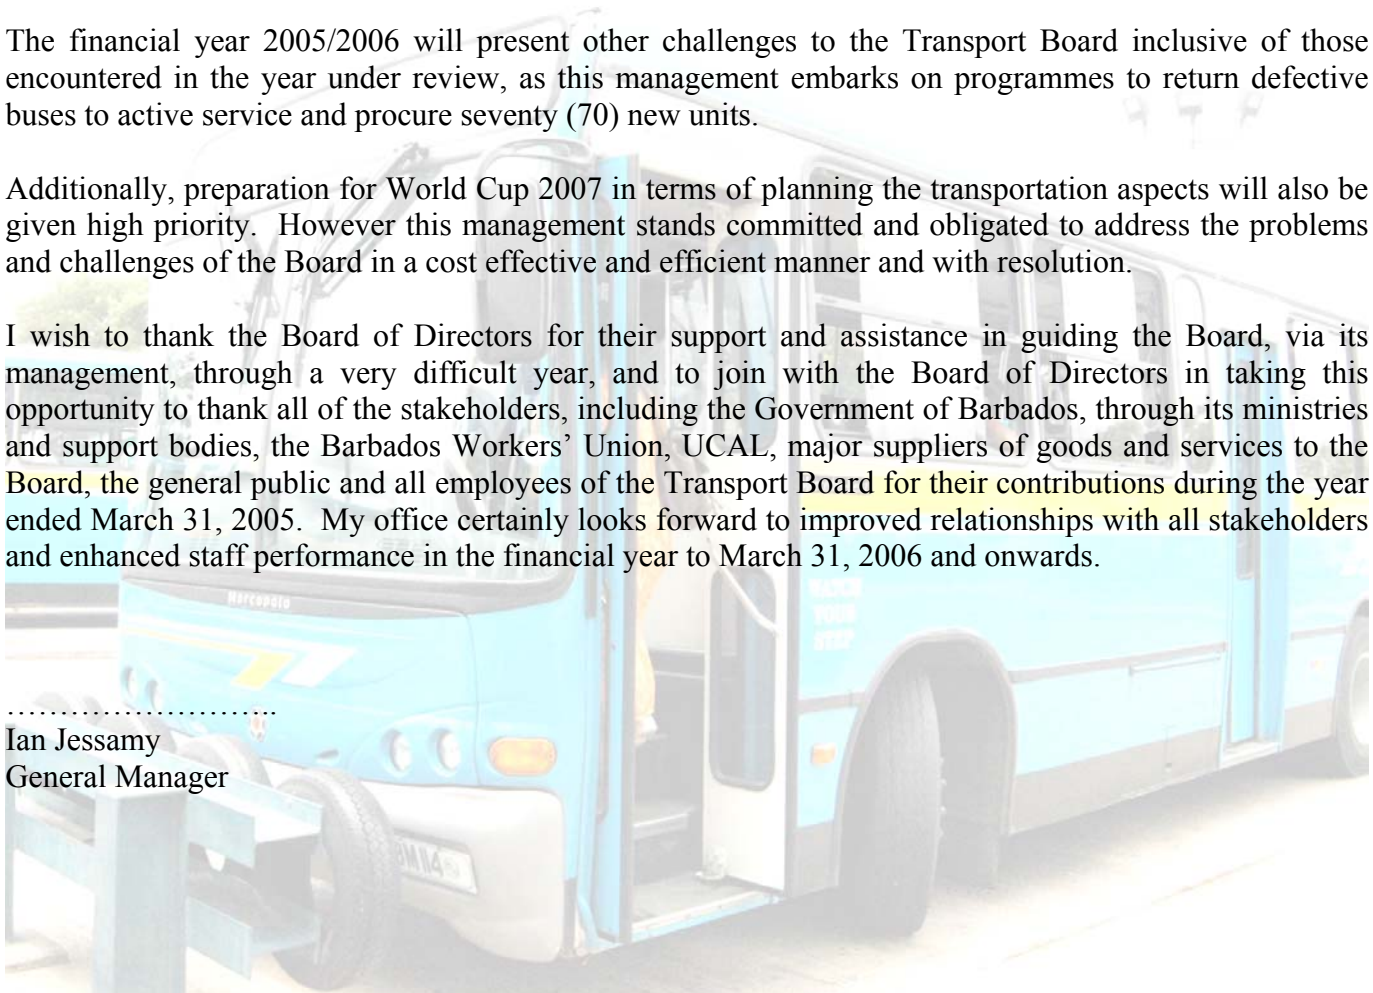 The financial year 2005/2006 will present other challenges to the Transport Board inclusive of those
encountered in the year under review, as this management embarks on programmes to return defective
buses to active service and procure seventy (70) new units.
Additionally, preparation for World Cup 2007 in terms of planning the transportation aspects will also be
given high priority.  However this management stands committed and obligated to address the problems
and challenges of the Board in a cost effective and efficient manner and with resolution.
I wish to thank the Board of Directors for their support and assistance in guiding the Board, via its
management, through a very difficult year, and to join with the Board of Directors in taking this
opportunity to thank all of the stakeholders, including the Government of Barbados, through its ministries
and support bodies, the Barbados Workers’ Union, UCAL, major suppliers of goods and services to the
Board, the general public and all employees of the Transport Board for their contributions during the year
ended March 31, 2005.  My office certainly looks forward to improved relationships with all stakeholders
and enhanced staff performance in the financial year to March 31, 2006 and onwards.
Marcopolo
WATCH
YOUR
STEP
……………………..
Ian Jessamy
General Manager
BM 114